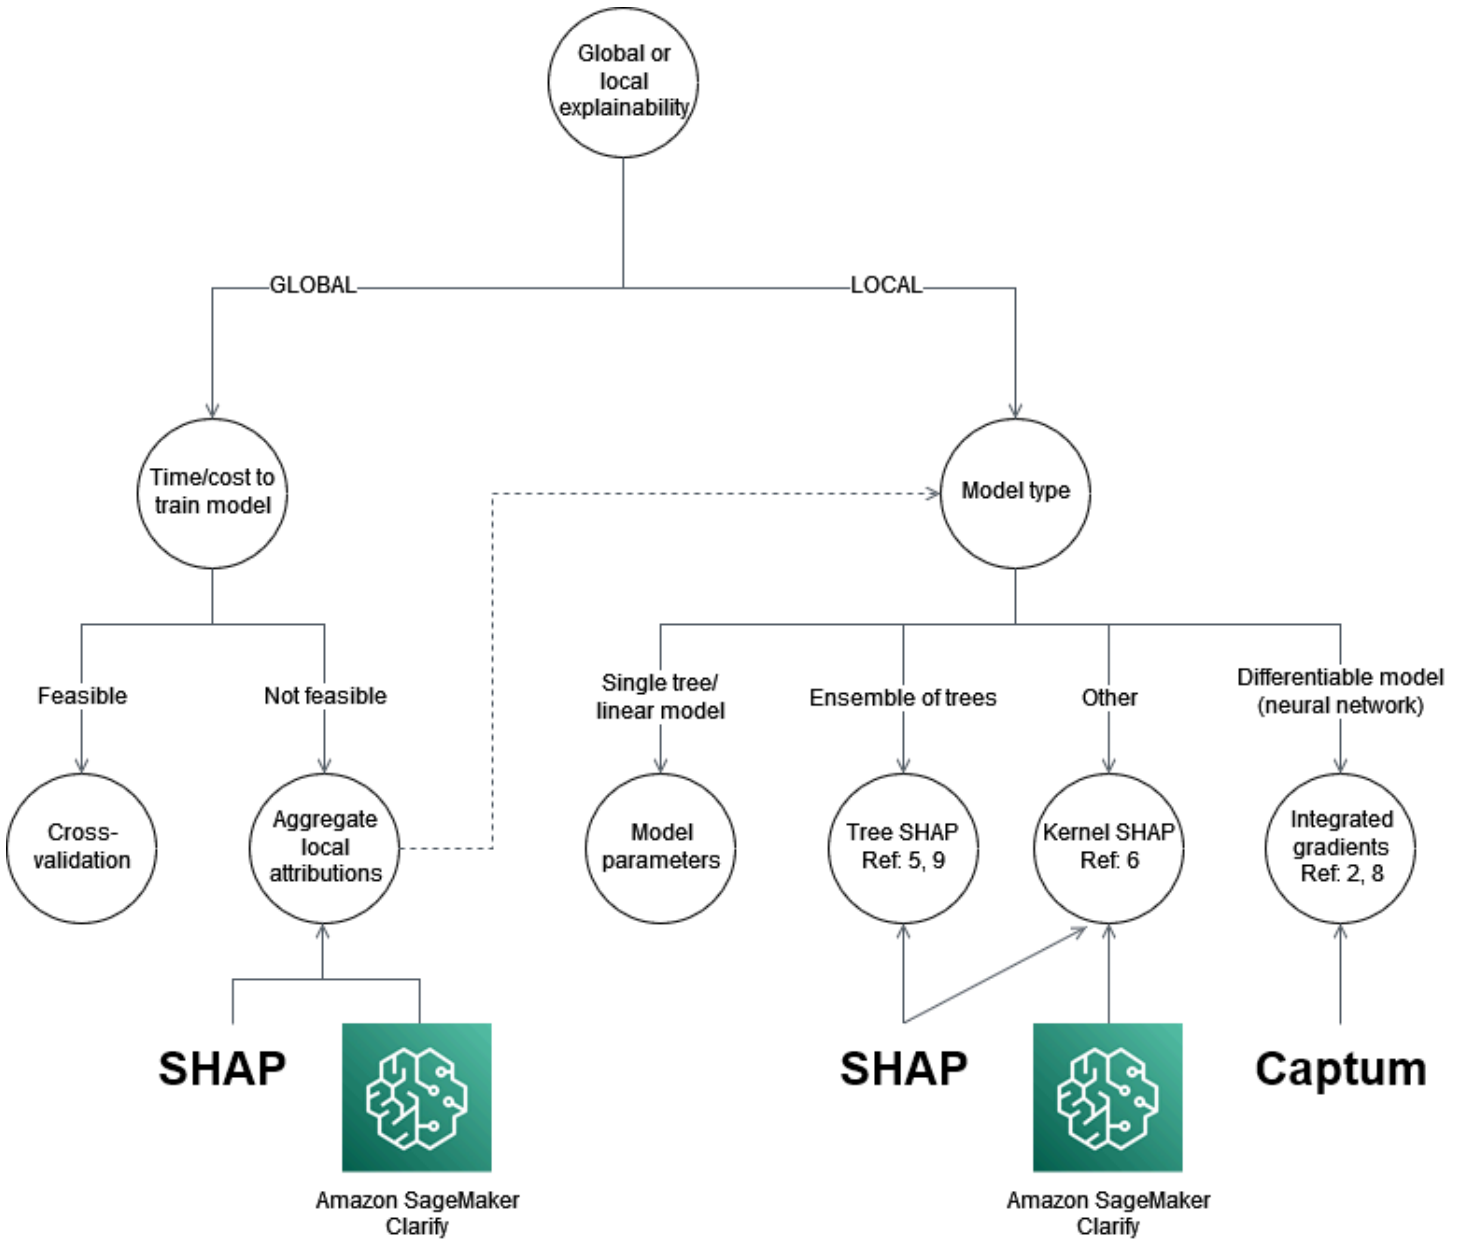 Global or
local
explainability
GLOBAL
LOCAL
Time/cost to
train model
Model type
Feasible
Not feasible
Single tree/
linear model
Ensemble of trees
Other
Differentiable model
(neural network)
Cross-
validation
Aggregate
local
attributions
Model
parameters
Tree SHAP
Ref: 5, 9
Kernel SHAP
Ref: 6
Integrated
gradients
Ref: 2, 8
SHAP
Amazon SageMaker
Clarify
SHAP
Amazon SageMaker
Clarify
Captum